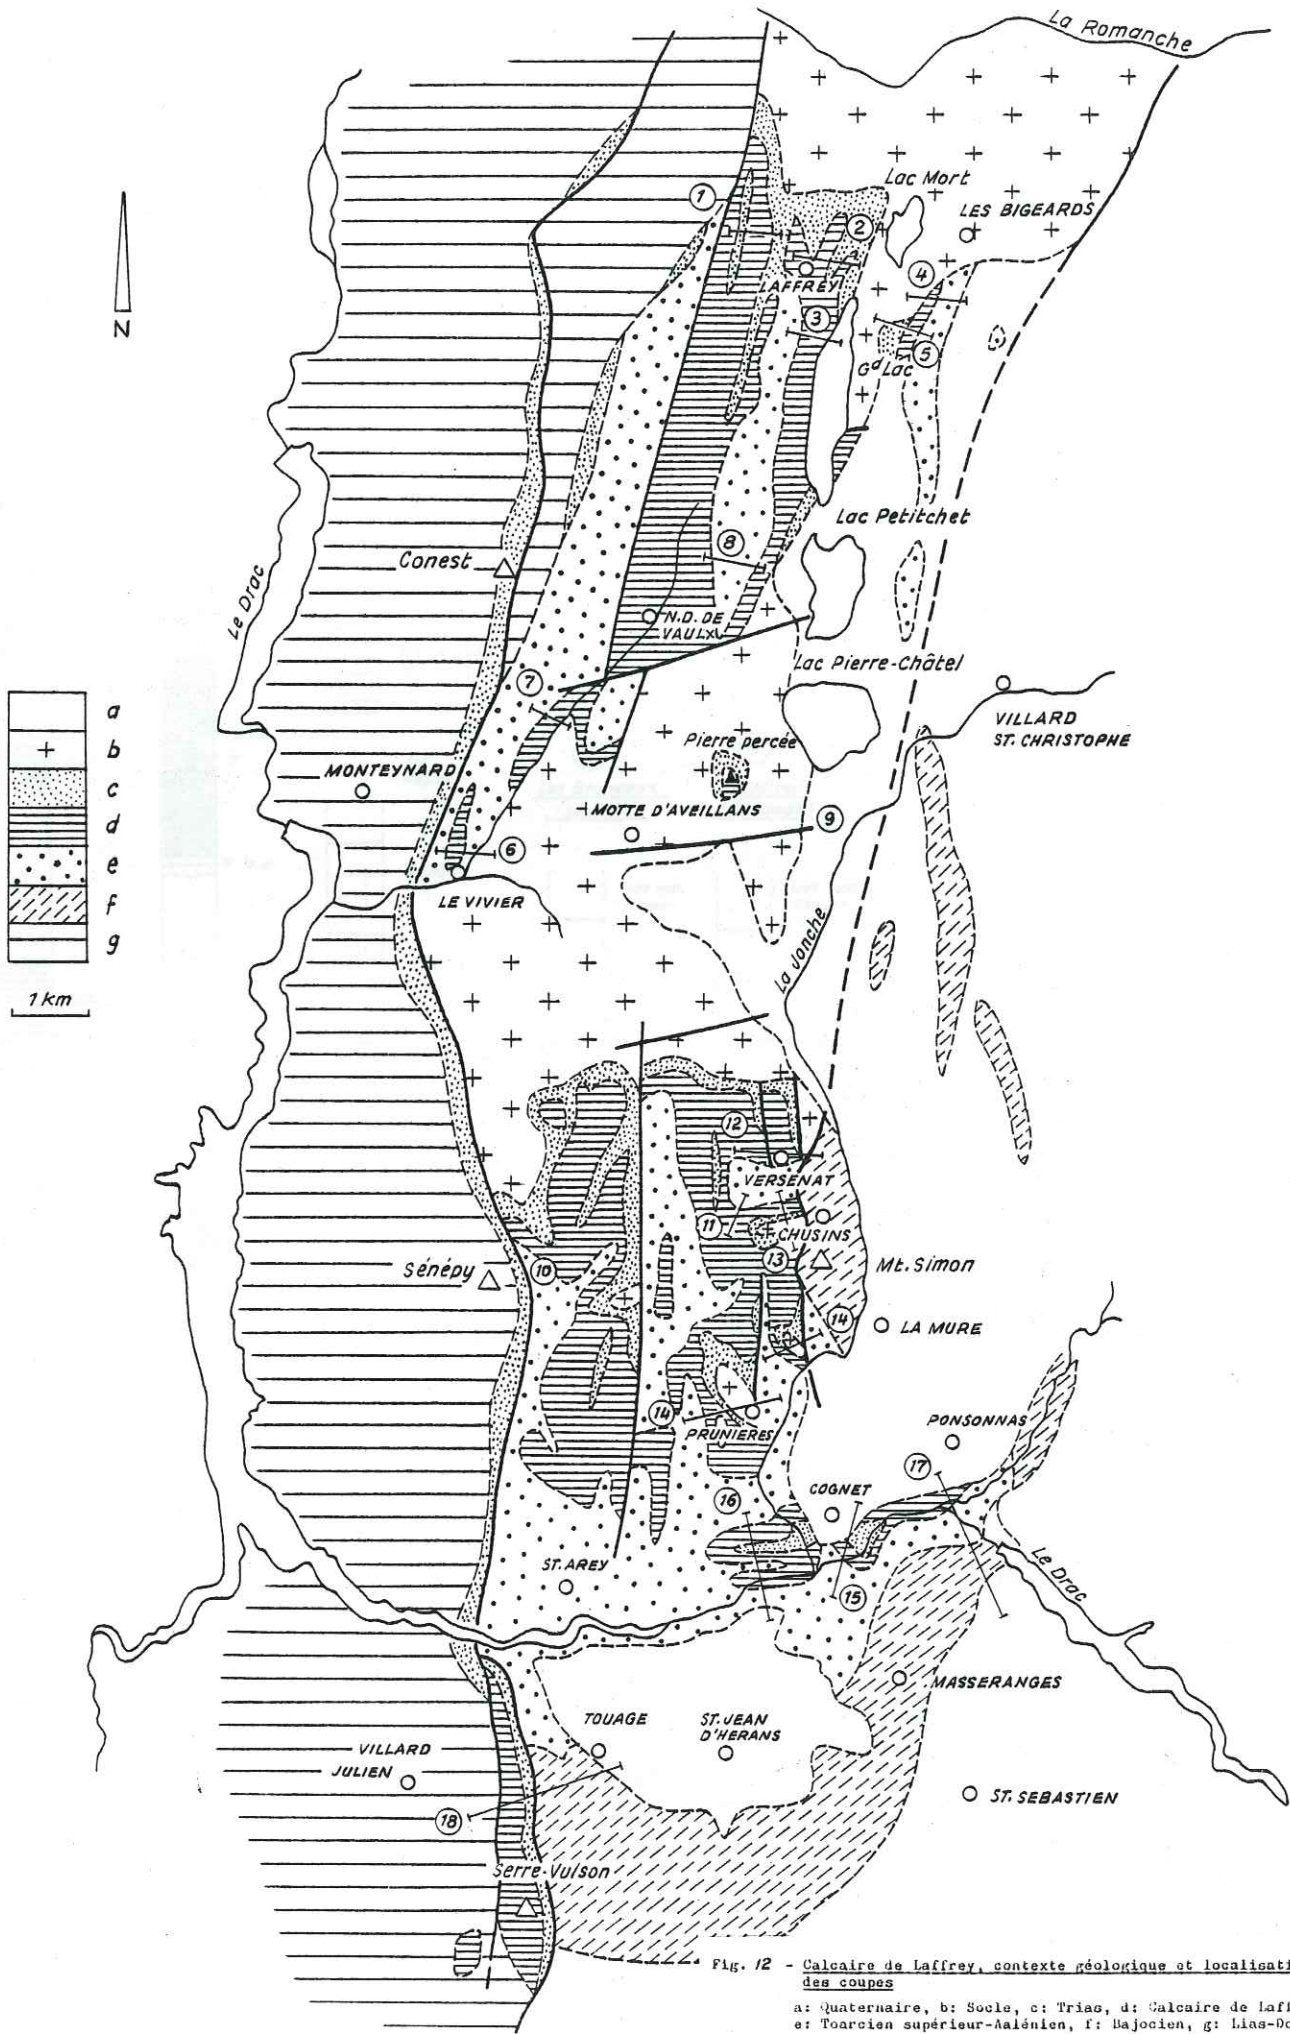 La Romanche
Lac Mort
LES BIGEARDS
1
2
4
LAFFREY
3
5
Gd Lac
N
Lac Petitchet
Conest
8
Le Drac
N.D. DE
VAULX
Lac Pierre-Châtel
7
VILLARD
ST. CHRISTOPHE
a
b
c
d
e
f
g
1 km
Pierre percée
MONTEYNARD
MOTTE D'AVEILLANS
9
6
LE VIVIER
La Jonche
12
VERSENAT
11
CHUSINS
13
Mt. Simon
Sénépy
10
14
LA MURE
14
PRUNIERES
PONSONNAS
17
16
COGNET
ST. AREY
15
Le Drac
MASSERANGES
TOUAGE
ST. JEAN
D'HERANS
VILLARD
JULIEN
18
ST. SEBASTIEN
Serre-Vulson
Fig. 12 - Calcaire de Laffrey, contexte géologique et localisati
des coupes
a: Quaternaire, b: Socle, c: Trias, d: Calcaire de Laff
e: Toarcien supérieur-Aalénien, f: Bajocien, g: Lias-Do